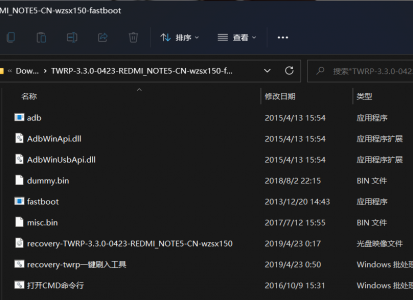 MI_NOTE5-CN-wzsx150-fastboot
排序 查看 ...
Dow... TWRP-3.3.0-0423-REDMI_NOTE5-CN-wzsx150-f... 搜索"TWRP-3.3.0-042
名称 修改日期 类型
adb 2015/4/13 15:54 应用程序
AdbWinApi.dll 2015/4/13 15:54 应用程序扩展
AdbWinUsbApi.dll 2015/4/13 15:54 应用程序扩展
dummy.bin 2018/8/2 22:15 BIN 文件
fastboot 2013/12/20 14:43 应用程序
misc.bin 2017/7/12 15:55 BIN 文件
recovery-TWRP-3.3.0-0423-REDMI_NOTE5-CN-wzsx150 2019/4/23 0:17 光盘映像文件
recovery-twrp一键刷入工具 2019/4/23 0:50 Windows 批处
打开CMD命令行 2016/10/9 15:31 Windows 批处